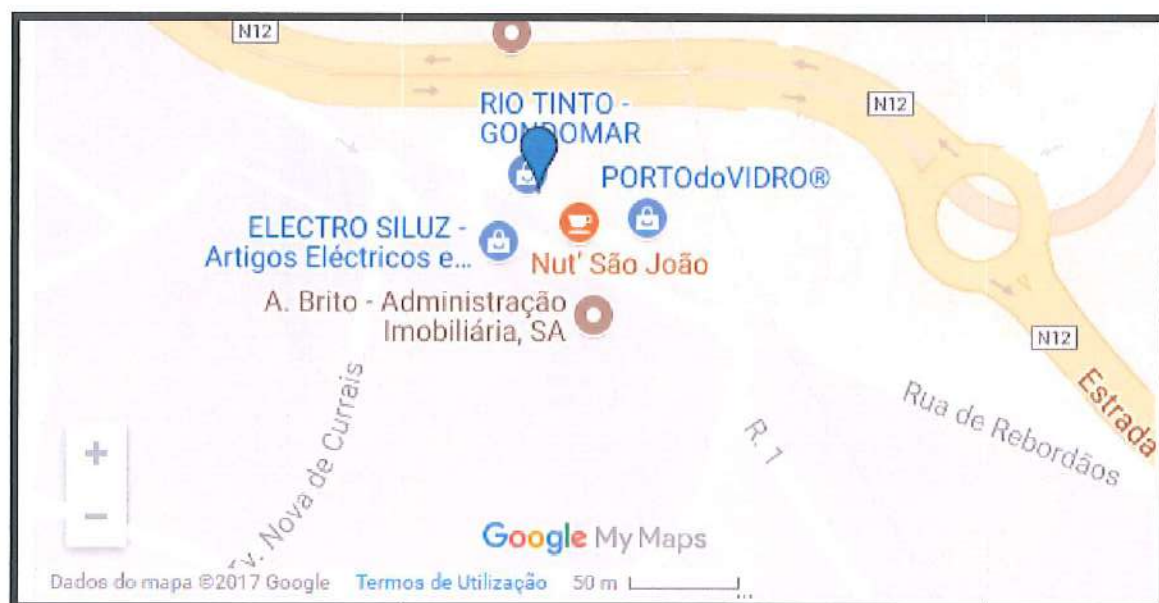 N12
RIO TINTO -
GONDOMAR
N12
PORTOdoVIDRO®
ELECTRO SILUZ -
Artigos Eléctricos e...
Nut' São João
A. Brito - Administração
Imobiliária, SA
N12
Estrada
Rua de Rebordãos
R. 1
Nova de Currais
Google My Maps
Dados do mapa ©2017 Google
Termos de Utilização
50 m